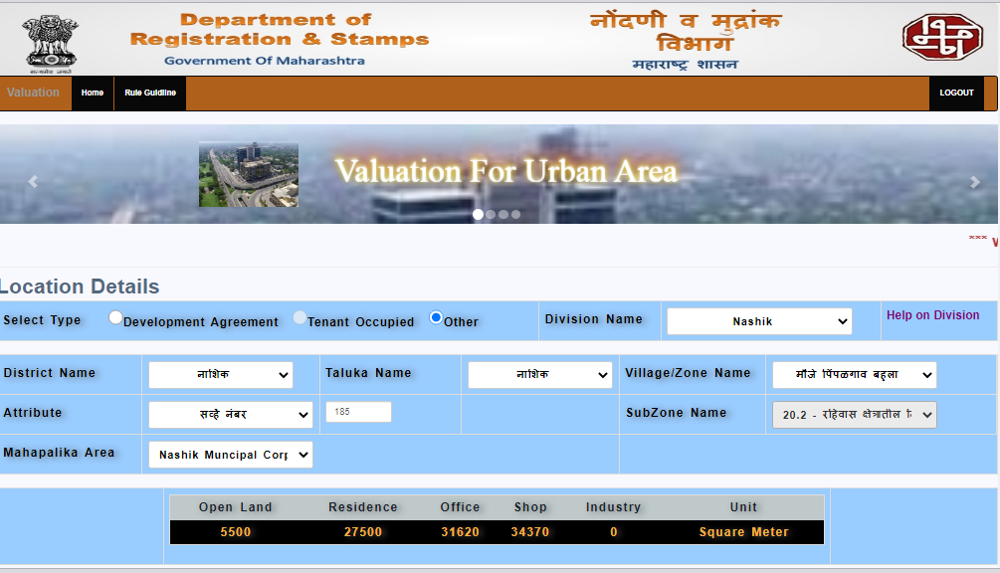 Department of
Registration & Stamps
Government Of Maharashtra
नोंदणी व मुद्रांक
विभाग
महाराष्ट्र शासन
सत्यमेव जयते
Valuation Home Rule Guidline LOGOUT
Valuation For Urban Area
***
Location Details
Select Type Development Agreement Tenant Occupied Other Division Name Nashik Help on Division
District Name नाशिक Taluka Name नाशिक Village/Zone Name मौजे पिंपळगाव बहूला
Attribute सर्व्हे नंबर 185 SubZone Name 20.2 - रहिवास क्षेत्रातील
Mahapalika Area Nashik Muncipal Corp
Open Land Residence Office Shop Industry Unit
5500 27500 31620 34370 0 Square Meter